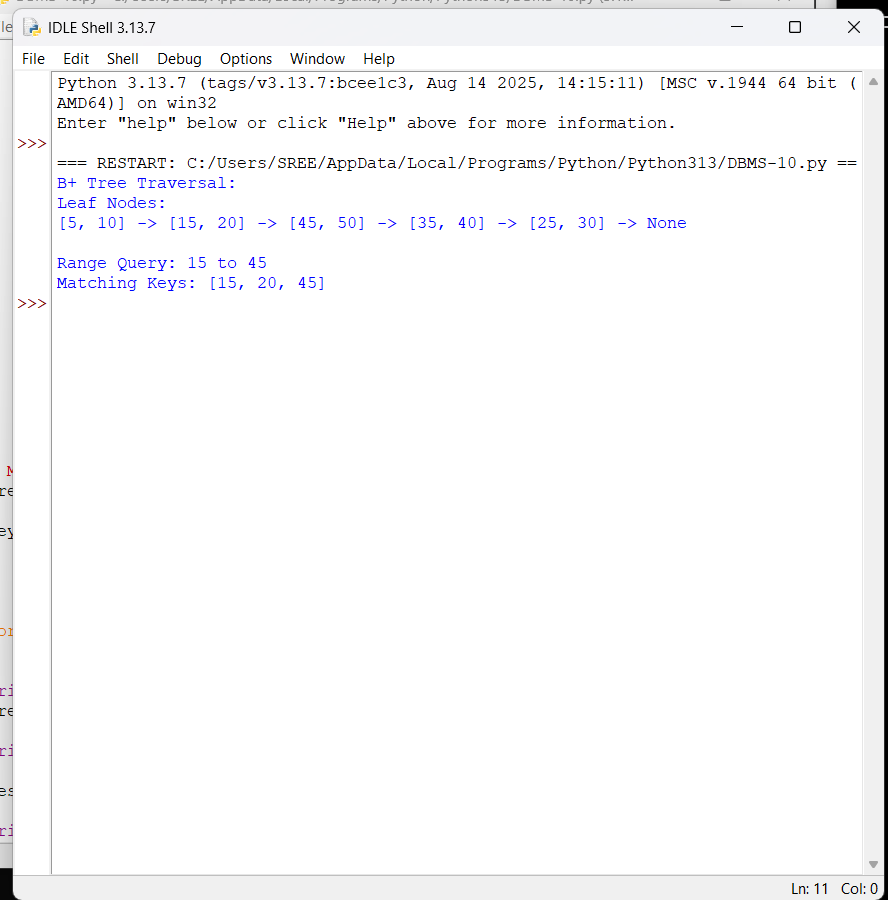 IDLE Shell 3.13.7
File Edit Shell Debug Options Window Help
Python 3.13.7 (tags/v3.13.7:bcee1c3, Aug 14 2025, 14:15:11) [MSC v.1944 64 bit (
AMD64)] on win32
Enter "help" below or click "Help" above for more information.
>>>
=== RESTART: C:/Users/SREE/AppData/Local/Programs/Python/Python313/DBMS-10.py ==
B+ Tree Traversal:
Leaf Nodes:
[5, 10] -> [15, 20] -> [45, 50] -> [35, 40] -> [25, 30] -> None
Range Query: 15 to 45
Matching Keys: [15, 20, 45]
>>>
Ln: 11 Col: 0